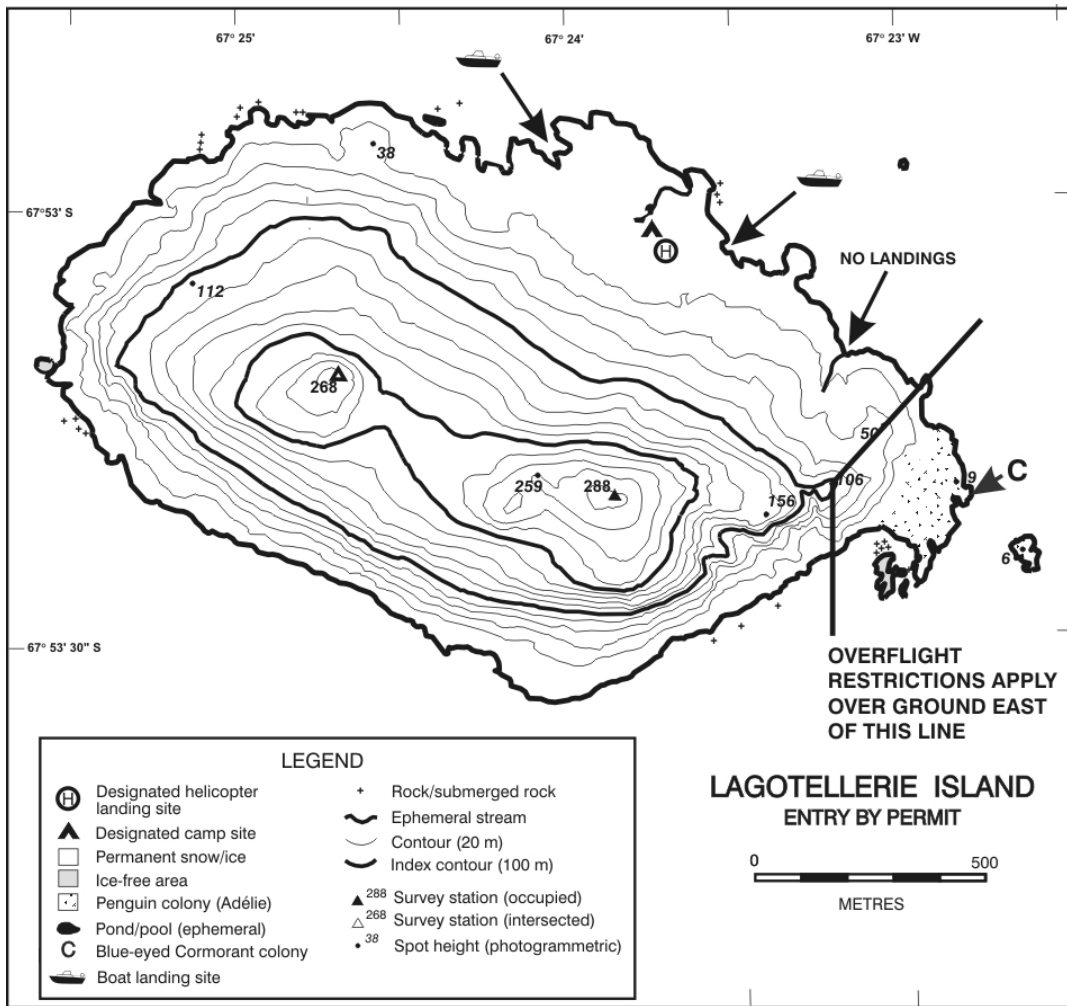 67° 25'
67° 24'
67° 23' W
38
67° 53' S
H
NO LANDINGS
112
268
50
259
288
156
106
9
C
6
67° 53' 30" S
OVERFLIGHT
RESTRICTIONS APPLY
OVER GROUND EAST
OF THIS LINE
LEGEND
H
Designated helicopter
landing site
Designated camp site
Permanent snow/ice
Ice-free area
Penguin colony (Adélie)
Pond/pool (ephemeral)
C Blue-eyed Cormorant colony
Boat landing site
Rock/submerged rock
Ephemeral stream
Contour (20 m)
Index contour (100 m)
288 Survey station (occupied)
268 Survey station (intersected)
38 Spot height (photogrammetric)
LAGOTELLERIE ISLAND
ENTRY BY PERMIT
0 500
METRES